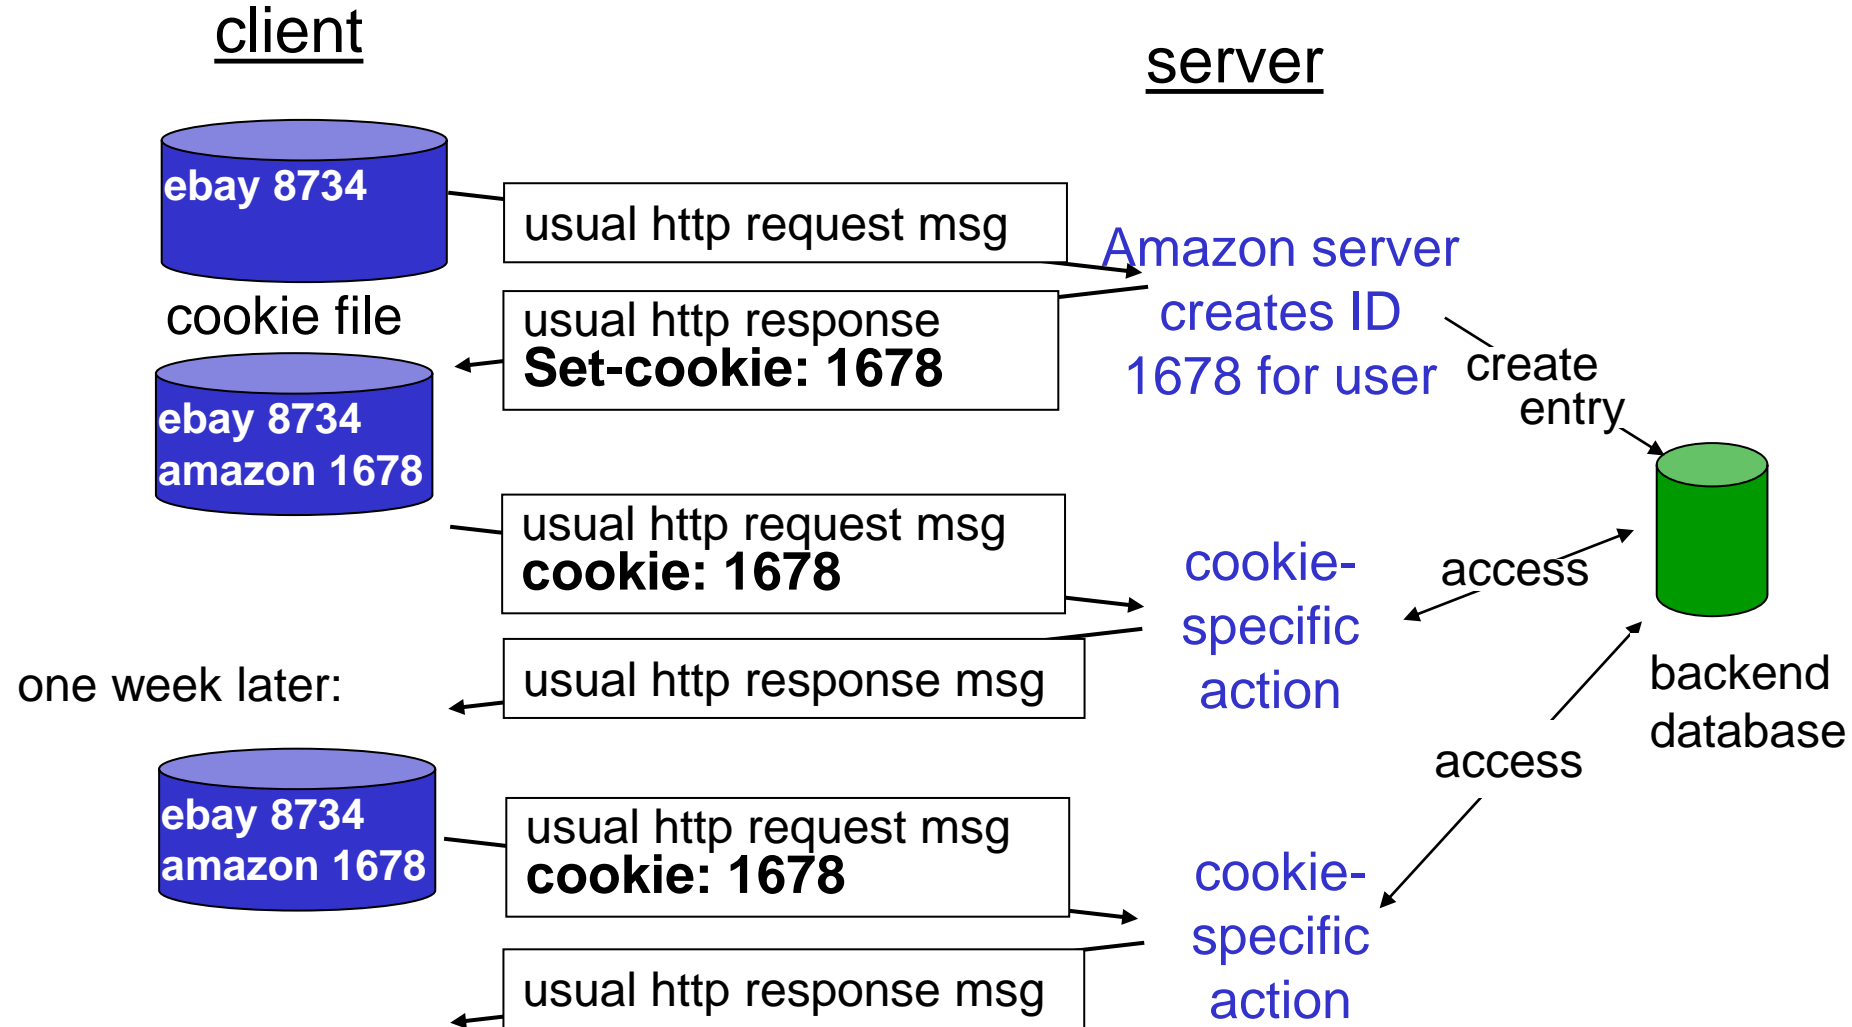 client
server
ebay 8734
usual http request msg
Amazon server
creates ID
1678 for user
cookie file
usual http response
Set-cookie: 1678
create
entry
ebay 8734
amazon 1678
usual http request msg
cookie: 1678
cookie-
specific
action
access
usual http response msg
one week later:
backend
database
access
ebay 8734
amazon 1678
usual http request msg
cookie: 1678
cookie-
specific
action
usual http response msg